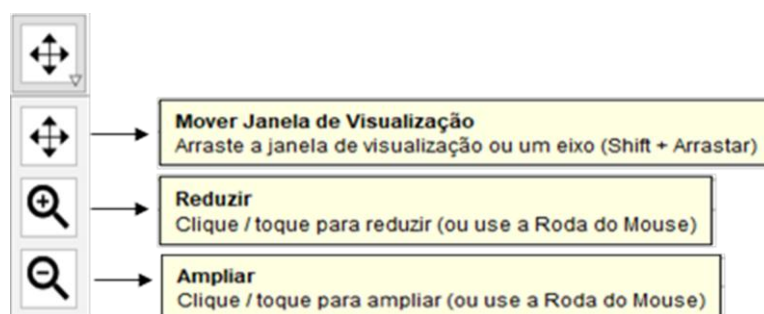 Mover Janela de Visualização
Arraste a janela de visualização ou um eixo (Shift + Arrastar)
Reduzir
Clique / toque para reduzir (ou use a Roda do Mouse)
Ampliar
Clique / toque para ampliar (ou use a Roda do Mouse)